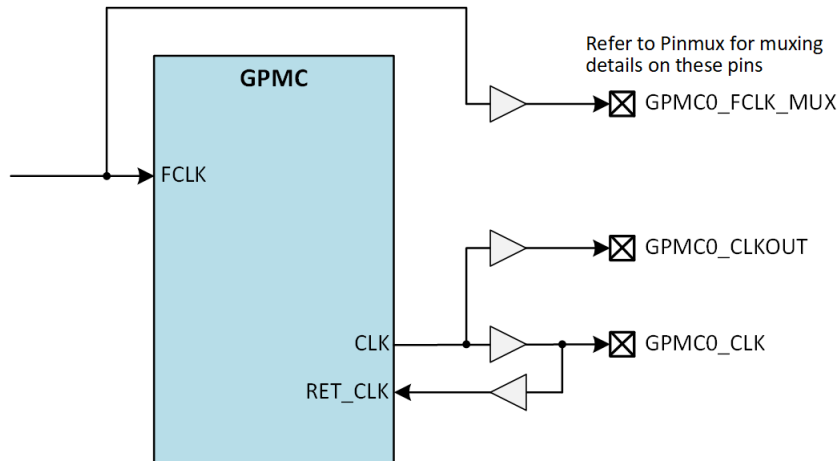 Refer to Pinmux for muxing
details on these pins
GPMC
GPMC0_FCLK_MUX
FCLK
GPMC0_CLKOUT
CLK
GPMC0_CLK
RET_CLK